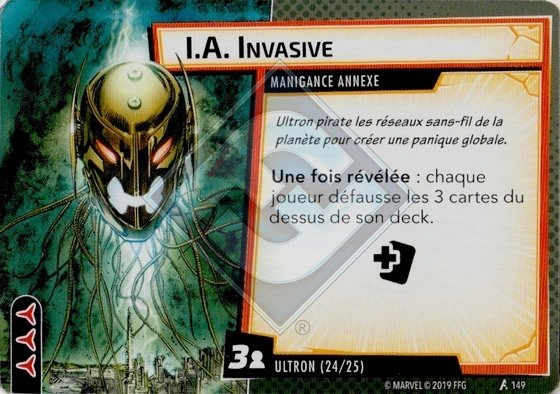 I.A. INVASIVE
MANIGANCE ANNEXE
Ultron pirate les réseaux sans-fil de la
planète pour créer une panique globale.
Une fois révélée : chaque
joueur défausse les 3 cartes du
dessus de son deck.
®
3
ULTRON (24/25)
© MARVEL © 2019 FFG
149